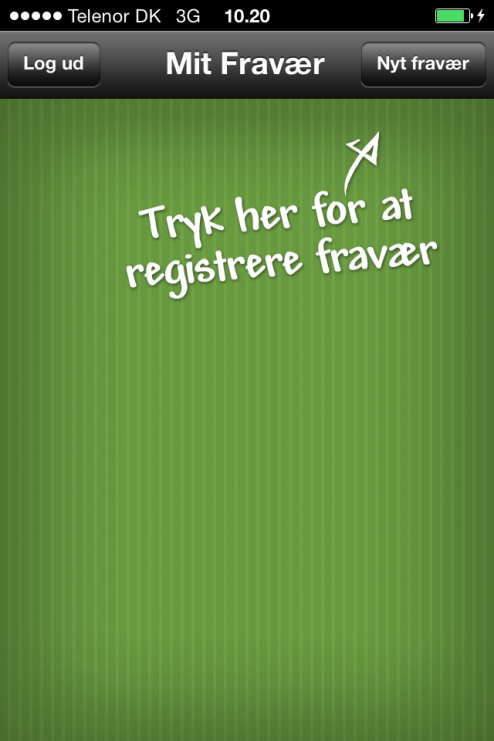 Telenor DK 3G 10.20
Log ud Mit Fravær Nyt fravær
Tryk her for at
registrere fravær